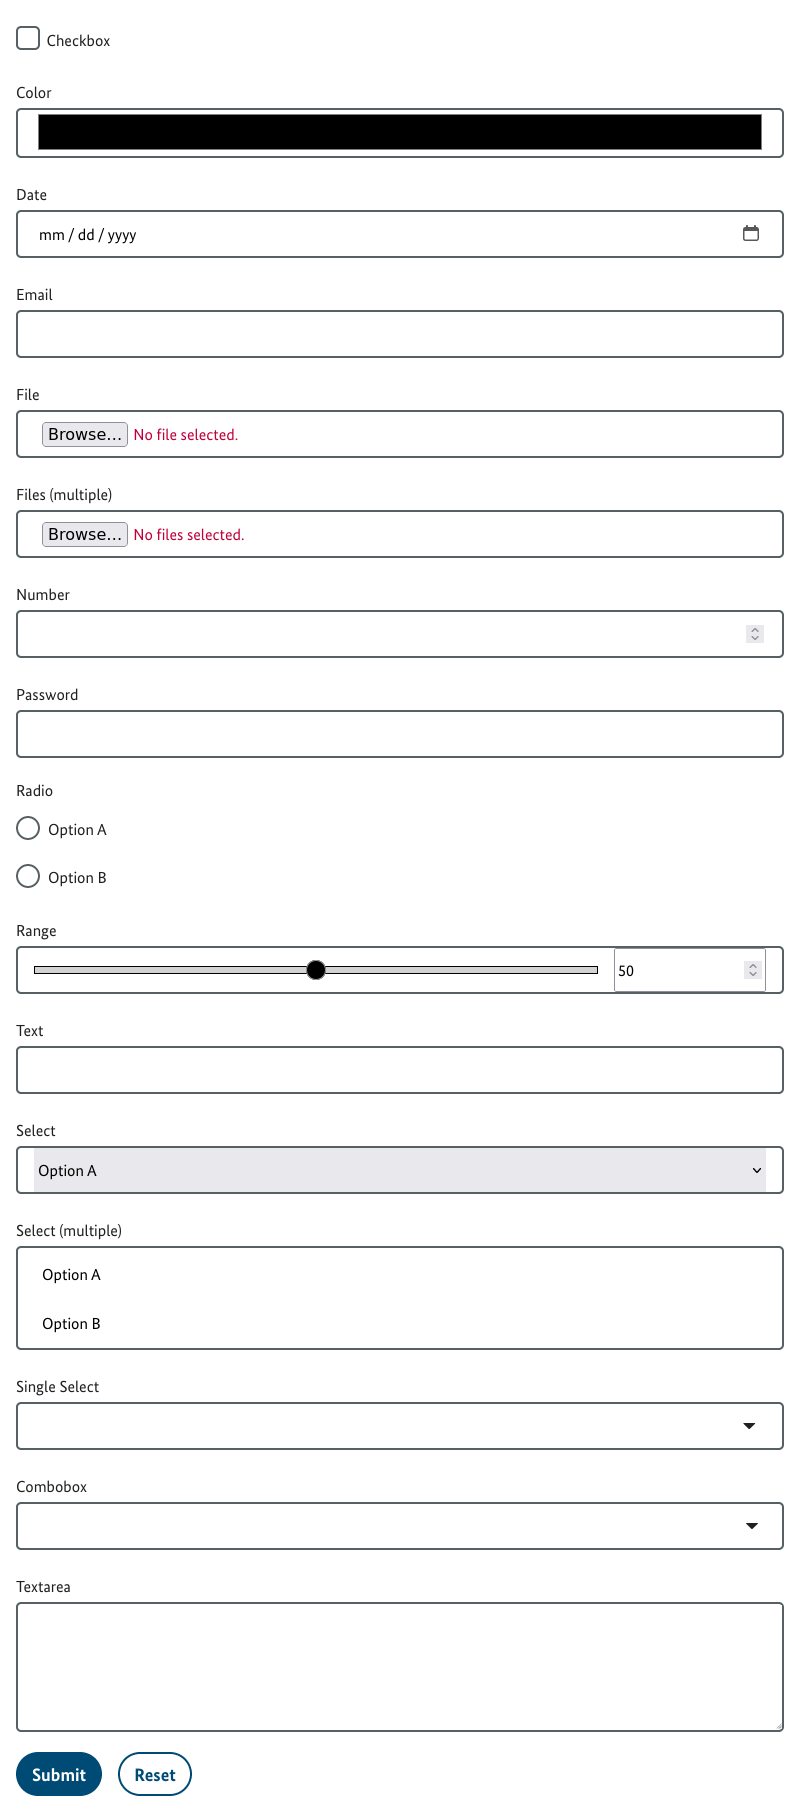 Checkbox
Color
Date
mm / dd / yyyy
Email
File
Browse... No file selected.
Files (multiple)
Browse... No files selected.
Number
Password
Radio
Option A
Option B
Range
50
Text
Select
Option A
Select (multiple)
Option A
Option B
Single Select
Combobox
Textarea
Submit Reset